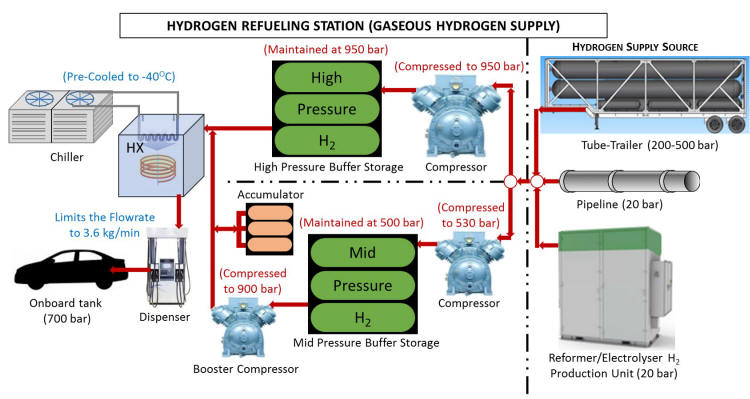 HYDROGEN REFUELING STATION (GASEOUS HYDROGEN SUPPLY)
(Maintained at 950 bar)
(Compressed to 950 bar)
HYDROGEN SUPPLY SOURCE
(Pre-Cooled to -40ᴼC)
High
Pressure
H₂
HX
Chiller
High Pressure Buffer Storage
Compressor
Tube-Trailer (200-500 bar)
Accumulator
Limits the Flowrate
to 3.6 kg/min
(Maintained at 500 bar)
(Compressed
to 530 bar)
Pipeline (20 bar)
Mid
Pressure
H₂
(Compressed
to 900 bar)
Onboard tank
(700 bar)
Dispenser
Compressor
Booster Compressor
Mid Pressure Buffer Storage
Reformer/Electrolyser H₂
Production Unit (20 bar)